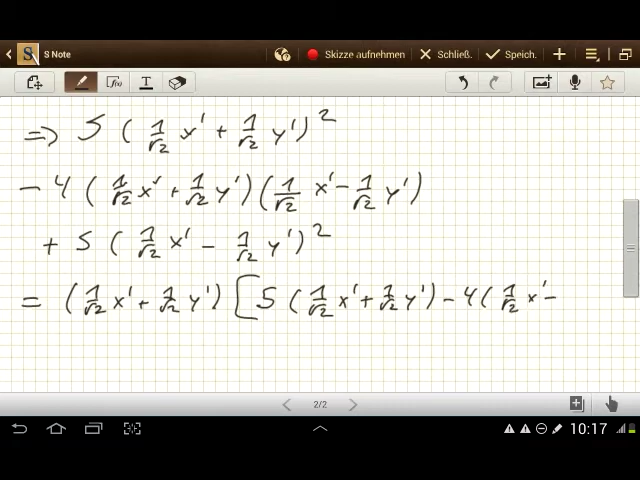 S Note
Skizze aufnehmen Schließ. Speich.
f(x) T
=> 5 ( 1/√2 x' + 1/√2 y' )²
- 4 ( 1/√2 x' + 1/√2 y' ) ( 1/√2 x' - 1/√2 y' )
+ 5 ( 1/√2 x' - 1/√2 y' )²
= ( 1/√2 x' + 1/√2 y' ) [ 5 ( 1/√2 x' + 1/√2 y' ) - 4 ( 1/√2 x' -
2/2
10:17